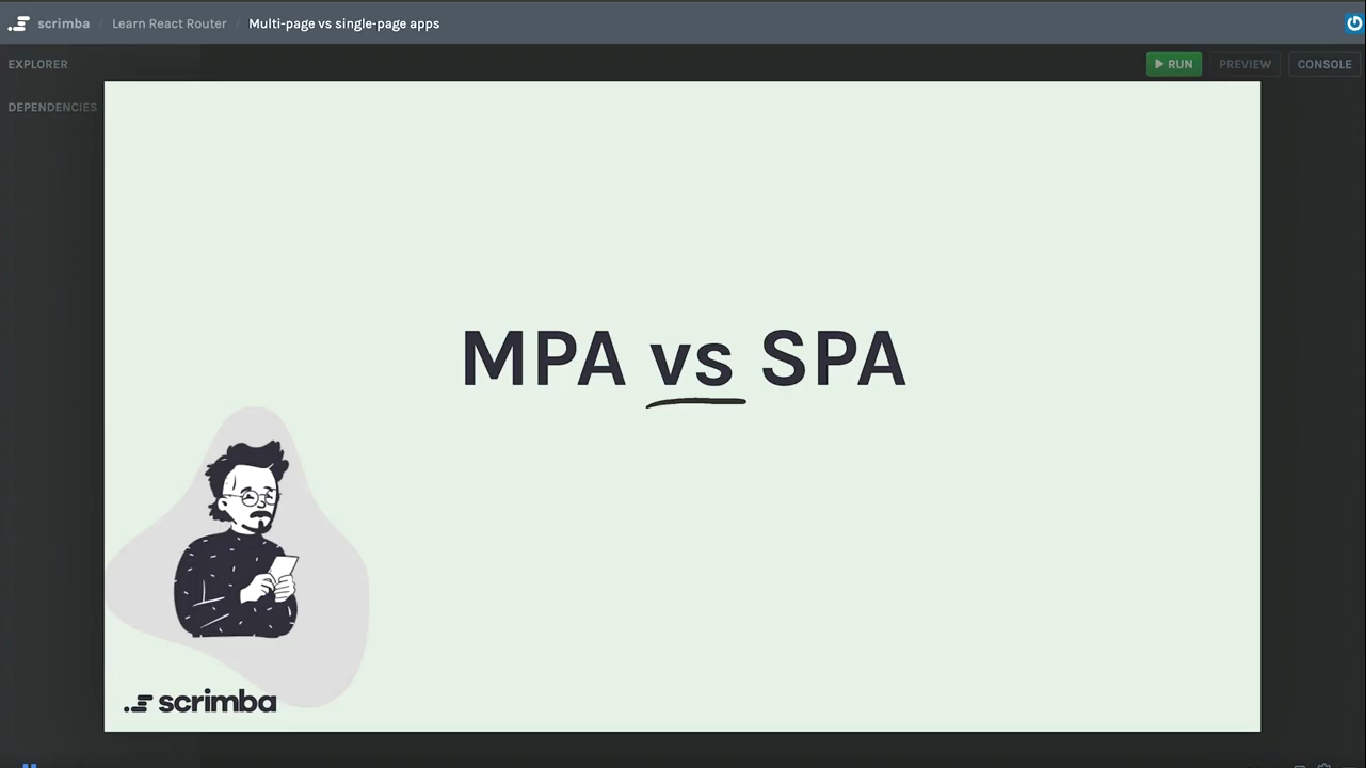 scrimba / Learn React Router / Multi-page vs single-page apps
EXPLORER
RUN
PREVIEW
CONSOLE
DEPENDENCIES
MPA vs SPA
scrimba